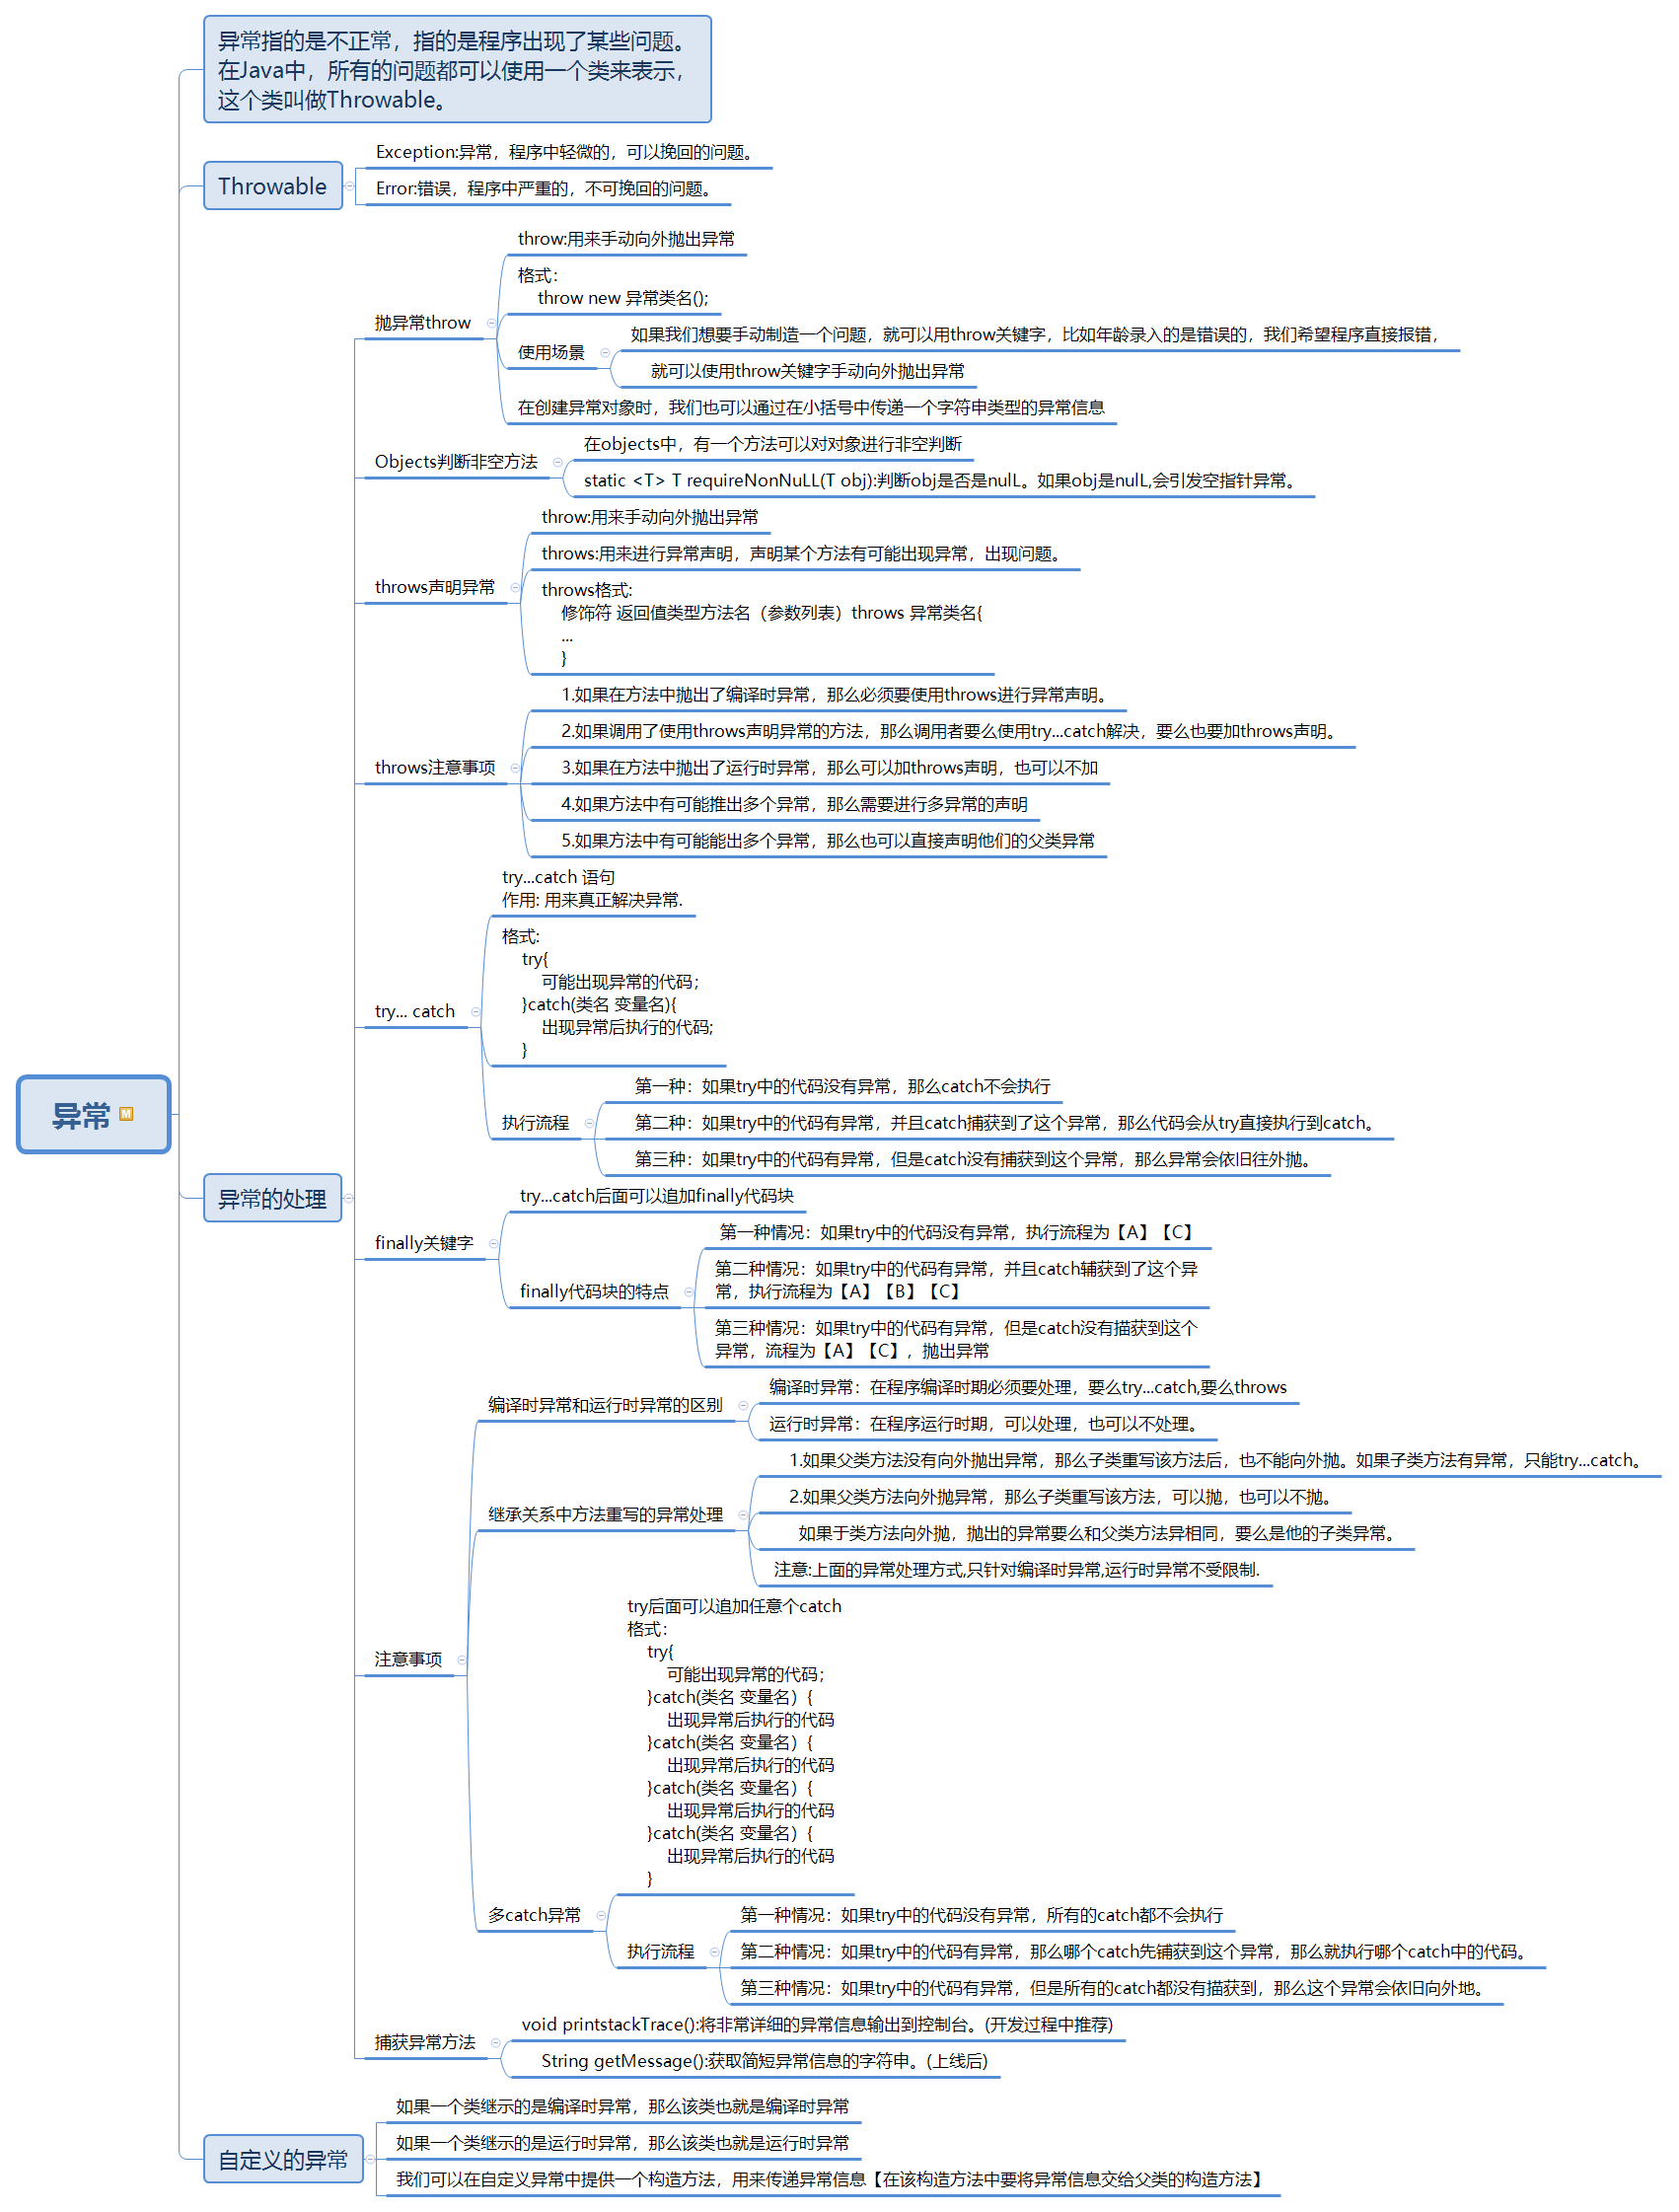 异常指的是不正常，指的是程序出现了某些问题。
在Java中，所有的问题都可以使用一个类来表示，
这个类叫做Throwable。
Throwable
Exception:异常，程序中轻微的，可以挽回的问题。
Error:错误，程序中严重的，不可挽回的问题。
异常
异常的处理
抛异常throw
throw:用来手动向外抛出异常
格式：
throw new 异常类名();
使用场景
如果我们想要手动制造一个问题，就可以用throw关键字，比如年龄录入的是错误的，我们希望程序直接报错，
就可以使用throw关键字手动向外抛出异常
在创建异常对象时，我们也可以通过在小括号中传递一个字符串类型的异常信息
Objects判断非空方法
在objects中，有一个方法可以对对象进行非空判断
static <T> T requireNonNuLL(T obj):判断obj是否是nulL。如果obj是nulL,会引发空指针异常。
throws声明异常
throw:用来手动向外抛出异常
throws:用来进行异常声明，声明某个方法有可能出现异常，出现问题。
throws格式:
修饰符 返回值类型方法名（参数列表）throws 异常类名{
...
}
throws注意事项
1.如果在方法中抛出了编译时异常，那么必须要使用throws进行异常声明。
2.如果调用了使用throws声明异常的方法，那么调用者要么使用try...catch解决，要么也要加throws声明。
3.如果在方法中抛出了运行时异常，那么可以加throws声明，也可以不加
4.如果方法中有可能推出多个异常，那么需要进行多异常的声明
5.如果方法中有可能能出多个异常，那么也可以直接声明他们的父类异常
try... catch
try...catch 语句
作用: 用来真正解决异常.
格式:
try{
可能出现异常的代码；
}catch(类名 变量名){
出现异常后执行的代码;
}
执行流程
第一种：如果try中的代码没有异常，那么catch不会执行
第二种：如果try中的代码有异常，并且catch捕获到了这个异常，那么代码会从try直接执行到catch。
第三种：如果try中的代码有异常，但是catch没有捕获到这个异常，那么异常会依旧往外抛。
finally关键字
try...catch后面可以追加finally代码块
finally代码块的特点
第一种情况：如果try中的代码没有异常，执行流程为【A】【C】
第二种情况：如果try中的代码有异常，并且catch辅获到了这个异
常，执行流程为【A】【B】【C】
第三种情况：如果try中的代码有异常，但是catch没有描获到这个
异常，流程为【A】【C】，抛出异常
注意事项
编译时异常和运行时异常的区别
编译时异常：在程序编译时期必须要处理，要么try...catch,要么throws
运行时异常：在程序运行时期，可以处理，也可以不处理。
继承关系中方法重写的异常处理
1.如果父类方法没有向外抛出异常，那么子类重写该方法后，也不能向外抛。如果子类方法有异常，只能try...catch。
2.如果父类方法向外抛异常，那么子类重写该方法，可以抛，也可以不抛。
如果于类方法向外抛，抛出的异常要么和父类方法异相同，要么是他的子类异常。
注意:上面的异常处理方式,只针对编译时异常,运行时异常不受限制.
多catch异常
try后面可以追加任意个catch
格式：
try{
可能出现异常的代码；
}catch(类名 变量名）{
出现异常后执行的代码
}catch(类名 变量名）{
出现异常后执行的代码
}catch(类名 变量名）{
出现异常后执行的代码
}catch(类名 变量名）{
出现异常后执行的代码
}
执行流程
第一种情况：如果try中的代码没有异常，所有的catch都不会执行
第二种情况：如果try中的代码有异常，那么哪个catch先铺获到这个异常，那么就执行哪个catch中的代码。
第三种情况：如果try中的代码有异常，但是所有的catch都没有描获到，那么这个异常会依旧向外地。
捕获异常方法
void printstackTrace():将非常详细的异常信息输出到控制台。(开发过程中推荐)
String getMessage():获取简短异常信息的字符串。(上线后)
自定义的异常
如果一个类继示的是编译时异常，那么该类也就是编译时异常
如果一个类继示的是运行时异常，那么该类也就是运行时异常
我们可以在自定义异常中提供一个构造方法，用来传递异常信息【在该构造方法中要将异常信息交给父类的构造方法】